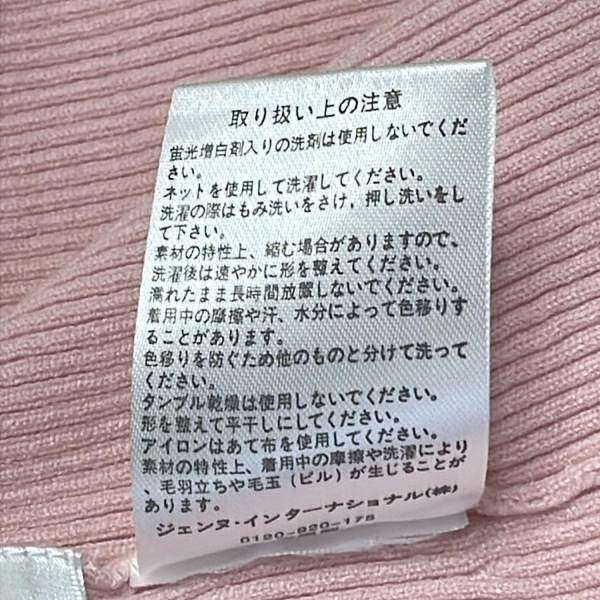 取り扱い上の注意
蛍光増白剤入りの洗剤は使用しないでくだ
さい。
ネットを使用して洗濯してください。
洗濯の際はもみ洗いをさけ，押し洗いをし
て下さい。
素材の特性上、縮む場合がありますので、
洗濯後は速やかに形を整えてください。
濡れたまま長時間放置しないでください。
着用中の摩擦や汗、水分によって色移りす
ることがあります。
色移りを防ぐため他のものと分けて洗って
ください。
タンブル乾燥は使用しないでください。
形を整えて平干しにしてください。
アイロンはあて布を使用してください。
素材の特性上、着用中の摩擦や洗濯により
、毛羽立ちや毛玉（ピル）が生じることが
あります。
ジェンヌ・インターナショナル(株)
0120-920-175